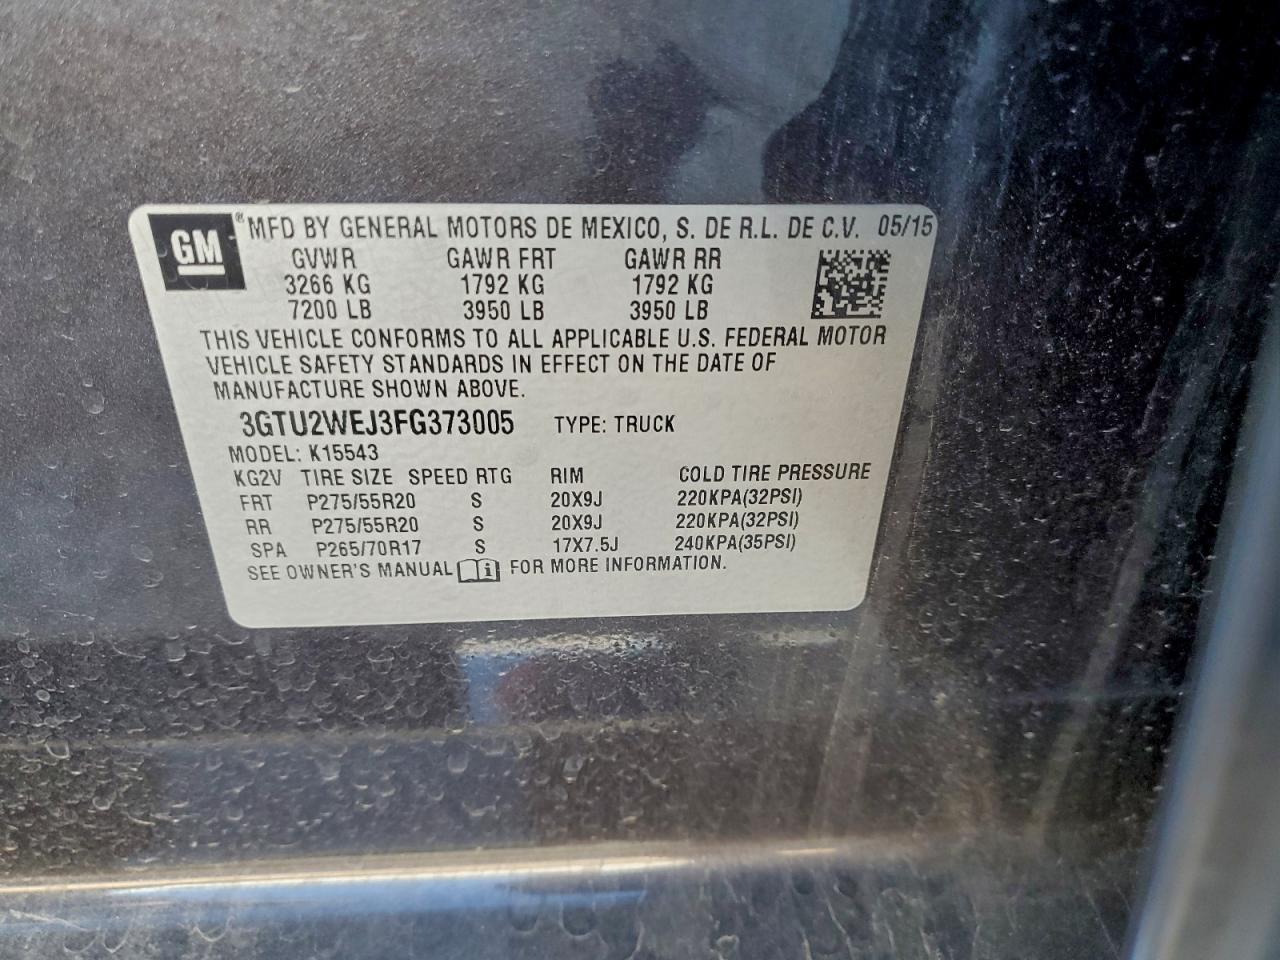 GM ® MFD BY GENERAL MOTORS DE MEXICO, S. DE R.L. DE C.V. 05/15
GVWR GAWR FRT GAWR RR
3266 KG 1792 KG 1792 KG
7200 LB 3950 LB 3950 LB
THIS VEHICLE CONFORMS TO ALL APPLICABLE U.S. FEDERAL MOTOR
VEHICLE SAFETY STANDARDS IN EFFECT ON THE DATE OF
MANUFACTURE SHOWN ABOVE.
3GTU2WEJ3FG373005 TYPE: TRUCK
MODEL: K15543
KG2V TIRE SIZE SPEED RTG RIM COLD TIRE PRESSURE
FRT P275/55R20 S 20X9J 220KPA(32PSI)
RR P275/55R20 S 20X9J 220KPA(32PSI)
SPA P265/70R17 S 17X7.5J 240KPA(35PSI)
SEE OWNER'S MANUAL i FOR MORE INFORMATION.